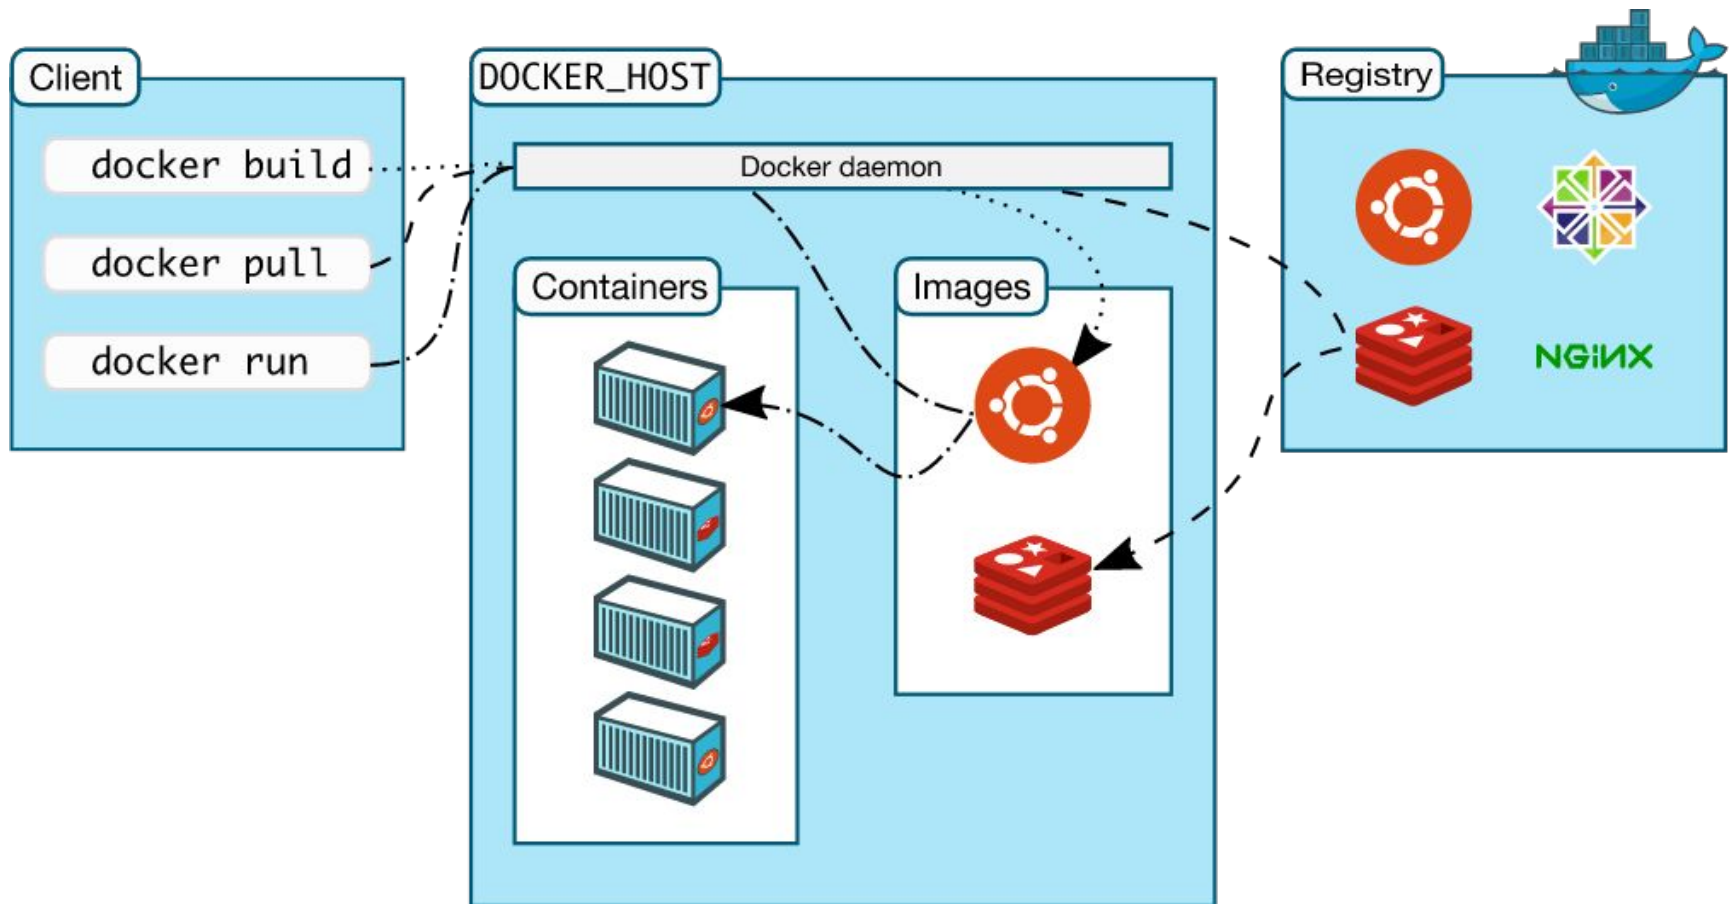 Client
docker build
docker pull
docker run
DOCKER_HOST
Docker daemon
Containers
Images
Registry
NGiNX